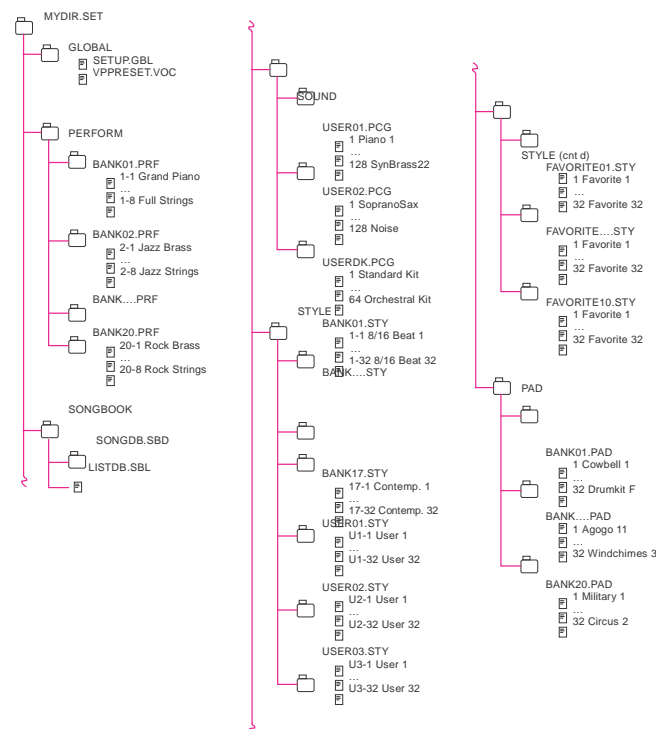 MYDIR.SET
GLOBAL
SETUP.GBL
VPPRESET.VOC
PERFORM
BANK01.PRF
1-1 Grand Piano
...
1-8 Full Strings
BANK02.PRF
2-1 Jazz Brass
...
2-8 Jazz Strings
BANK....PRF
BANK20.PRF
20-1 Rock Brass
...
20-8 Rock Strings
SONGBOOK
SONGDB.SBD
LISTDB.SBL
SOUND
USER01.PCG
1 Piano 1
...
128 SynBrass22
USER02.PCG
1 SopranoSax
...
128 Noise
USERDK.PCG
1 Standard Kit
...
64 Orchestral Kit
STYLE
BANK01.STY
1-1 8/16 Beat 1
...
1-32 8/16 Beat 32
BANK....STY
BANK17.STY
17-1 Contemp. 1
...
17-32 Contemp. 32
USER01.STY
U1-1 User 1
...
U1-32 User 32
USER02.STY
U2-1 User 1
...
U2-32 User 32
USER03.STY
U3-1 User 1
...
U3-32 User 32
STYLE (cnt d)
FAVORITE01.STY
1 Favorite 1
...
32 Favorite 32
FAVORITE....STY
1 Favorite 1
...
32 Favorite 32
FAVORITE10.STY
1 Favorite 1
...
32 Favorite 32
PAD
BANK01.PAD
1 Cowbell 1
...
32 Drumkit F
BANK....PAD
1 Agogo 11
...
32 Windchimes 3
BANK20.PAD
1 Military 1
...
32 Circus 2